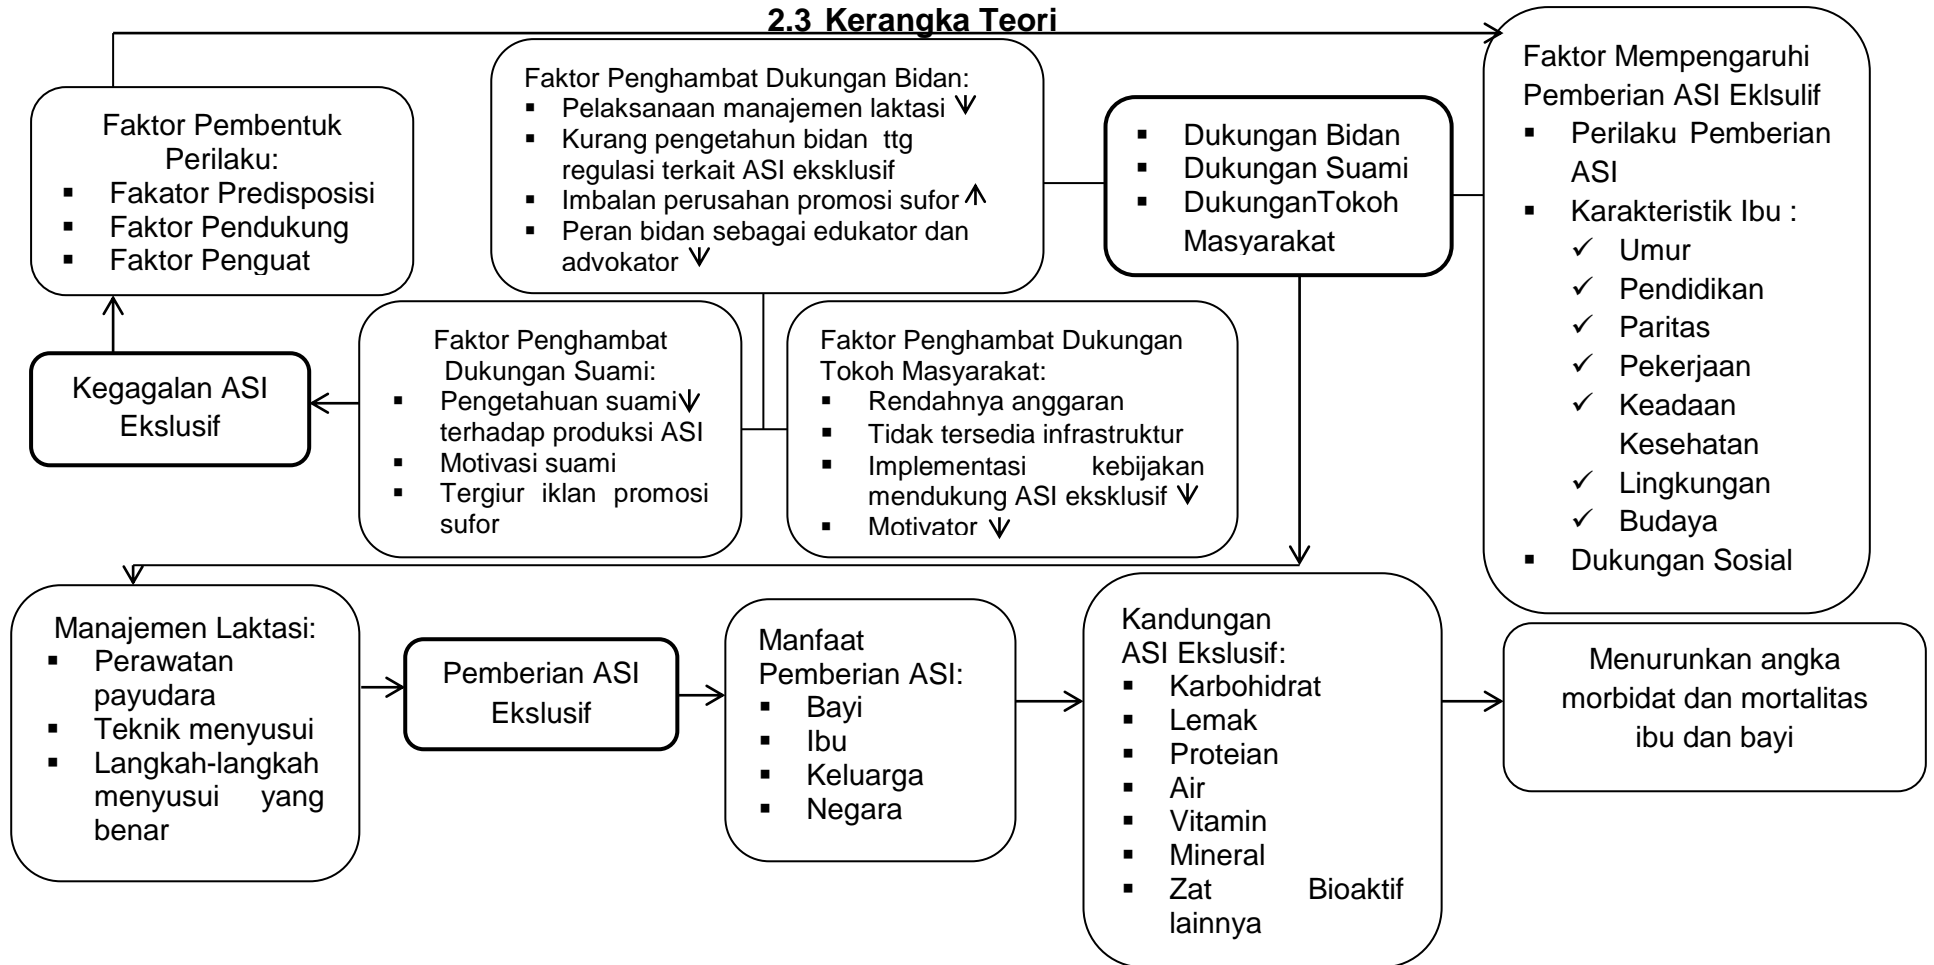 2.3 Kerangka Teori
Faktor Pembentuk
Perilaku:
▪ Fakator Predisposisi
▪ Faktor Pendukung
▪ Faktor Penguat
Faktor Penghambat Dukungan Bidan:
▪ Pelaksanaan manajemen laktasi ↓
▪ Kurang pengetahun bidan ttg
regulasi terkait ASI eksklusif
▪ Imbalan perusahan promosi sufor ↑
▪ Peran bidan sebagai edukator dan
advokator ↓
▪ Dukungan Bidan
▪ Dukungan Suami
▪ DukunganTokoh
Masyarakat
Faktor Mempengaruhi
Pemberian ASI Eklsulif
▪ Perilaku Pemberian
ASI
▪ Karakteristik Ibu :
✓ Umur
✓ Pendidikan
✓ Paritas
✓ Pekerjaan
✓ Keadaan
Kesehatan
✓ Lingkungan
✓ Budaya
▪ Dukungan Sosial
Kegagalan ASI
Ekslusif
Faktor Penghambat
Dukungan Suami:
▪ Pengetahuan suami↓
terhadap produksi ASI
▪ Motivasi suami
▪ Tergiur iklan promosi
sufor
Faktor Penghambat Dukungan
Tokoh Masyarakat:
▪ Rendahnya anggaran
▪ Tidak tersedia infrastruktur
▪ Implementasi kebijakan
mendukung ASI eksklusif ↓
▪ Motivator ↓
Manajemen Laktasi:
▪ Perawatan
payudara
▪ Teknik menyusui
▪ Langkah-langkah
menyusui yang
benar
Pemberian ASI
Ekslusif
Manfaat
Pemberian ASI:
▪ Bayi
▪ Ibu
▪ Keluarga
▪ Negara
Kandungan
ASI Ekslusif:
▪ Karbohidrat
▪ Lemak
▪ Proteian
▪ Air
▪ Vitamin
▪ Mineral
▪ Zat Bioaktif
lainnya
Menurunkan angka
morbidat dan mortalitas
ibu dan bayi